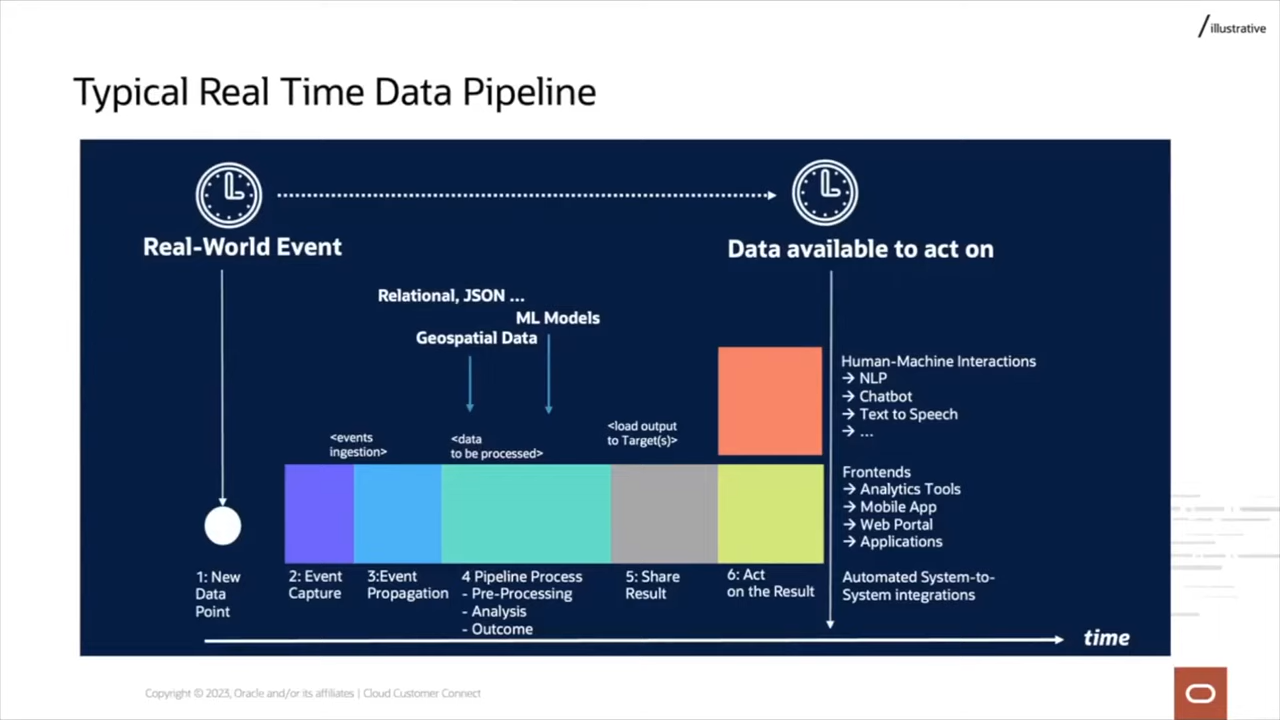 illustrative
Typical Real Time Data Pipeline
Real-World Event
Data available to act on
Relational, JSON ...
ML Models
Geospatial Data
<events
ingestion>
<data
to be processed>
<load output
to Target(s)>
Human-Machine Interactions
→ NLP
→ Chatbot
→ Text to Speech
→ ...
Frontends
→ Analytics Tools
→ Mobile App
→ Web Portal
→ Applications
Automated System-to-
System integrations
1: New
Data
Point
2: Event
Capture
3:Event
Propagation
4 Pipeline Process
- Pre-Processing
- Analysis
- Outcome
5: Share
Result
6: Act
on the Result
time
Copyright © 2023, Oracle and/or its affiliates | Cloud Customer Connect